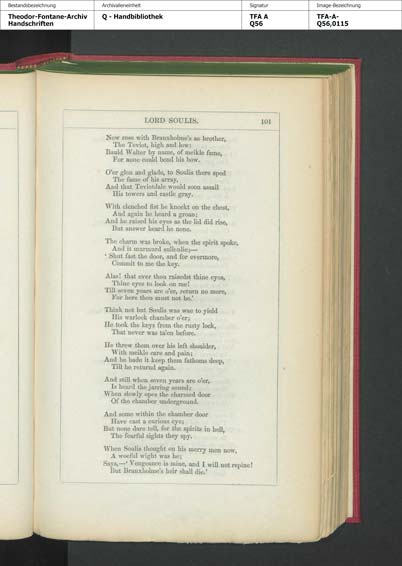 Bestandsbezeichnung
Theodor-Fontane-Archiv
Handschriften
Archivalieneinheit
Q - Handbibliothek
Signatur
TFA A
Q56
Image-Bezeichnung
TFA-A-
Q56,0115
LORD SOULIS. 101
Now rose with Branxholme's ae brother,
The Teviot, high and low:
Bauld Walter by name, of meikle fame,
For none could bend his bow.
O'er glen and glade, to Soulis there sped
The fame of his array,
And that Teviotdale would soon assail
His towers and castle gray.
With clenched fist he knockt on the chest,
And again he heard a groan;
And he raised his eyes as the lid did rise,
But answer heard he none.
The charm was broke, when the spirit spoke,
And it murmured sullenlie;—
‘ Shut fast the door, and for evermore,
Commit to me the key.
Alas! that ever thou raisedst thine eyes,
Thine eyes to look on me!
Till seven years are o'er, return no more,
For here thou must not be.’
Think not but Soulis was wae to yield
His warlock chamber o'er;
He took the keys from the rusty lock,
That never was ta'en before.
He threw them over his left shoulder,
With meikle care and pain;
And he bade it keep them fathoms deep,
Till he returnd again.
And still when seven years are o'er,
Is heard the jarring sound;
When slowly opes the charmed door
Of the chamber underground.
And some within the chamber door
Have cast a curious eye;
But none dare tell, for the spirits in hell,
The fearful sights they spy.
When Soulis thought on his merry men now,
A woeful wight was he;
Says,—‘ Vengeance is mine, and I will not repine!
But Branxholme's heir shall die.’